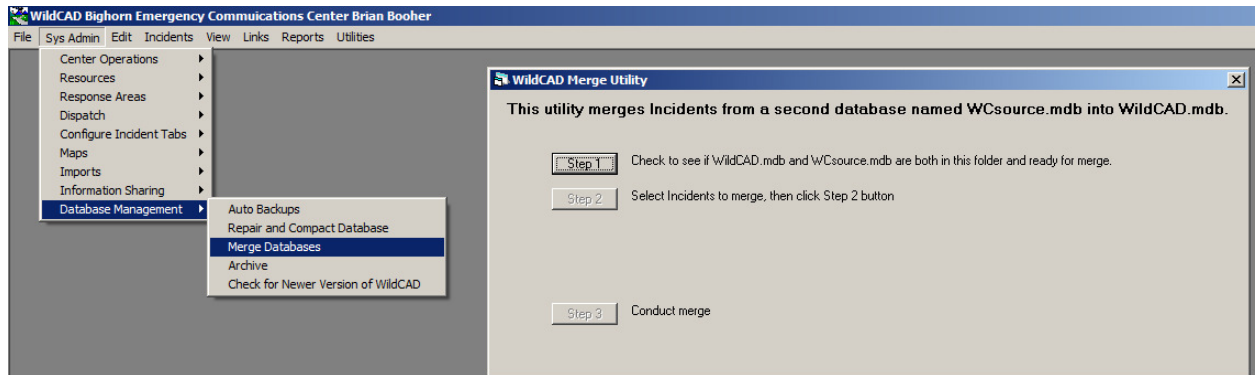 WildCAD Bighorn Emergency Commuications Center Brian Booher
File Sys Admin Edit Incidents View Links Reports Utilities
Center Operations
Resources
Response Areas
Dispatch
Configure Incident Tabs
Maps
Imports
Information Sharing
Database Management
Auto Backups
Repair and Compact Database
Merge Databases
Archive
Check for Newer Version of WildCAD
WildCAD Merge Utility
This utility merges Incidents from a second database named WCsource.mdb into WildCAD.mdb.
Step 1 Check to see if WildCAD.mdb and WCsource.mdb are both in this folder and ready for merge.
Step 2 Select Incidents to merge, then click Step 2 button
Step 3 Conduct merge